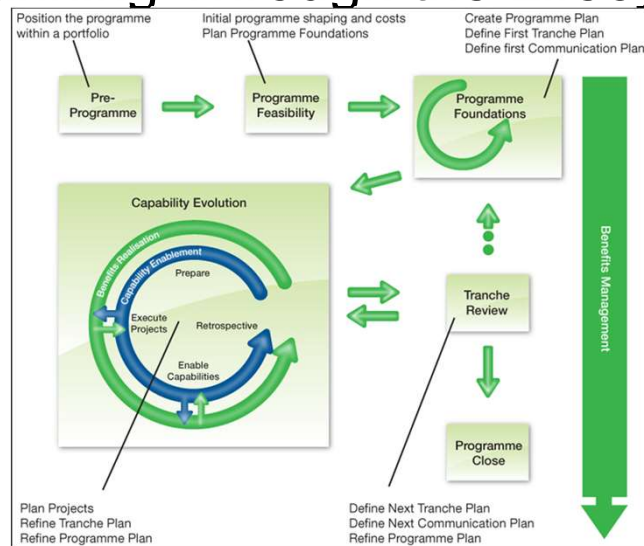 Position the programme
within a portfolio
Initial programme shaping and costs
Plan Programme Foundations
Create Programme Plan
Define First Tranche Plan
Define first Communication Plan
Pre-
Programme
Programme
Feasibility
Programme
Foundations
Capability Evolution
Benefits Realisation
Capability Enablement
Prepare
Execute
Projects
Retrospective
Enable
Capabilities
Tranche
Review
Programme
Close
Benefits Management
Plan Projects
Refine Tranche Plan
Refine Programme Plan
Define Next Tranche Plan
Define Next Communication Plan
Refine Programme Plan